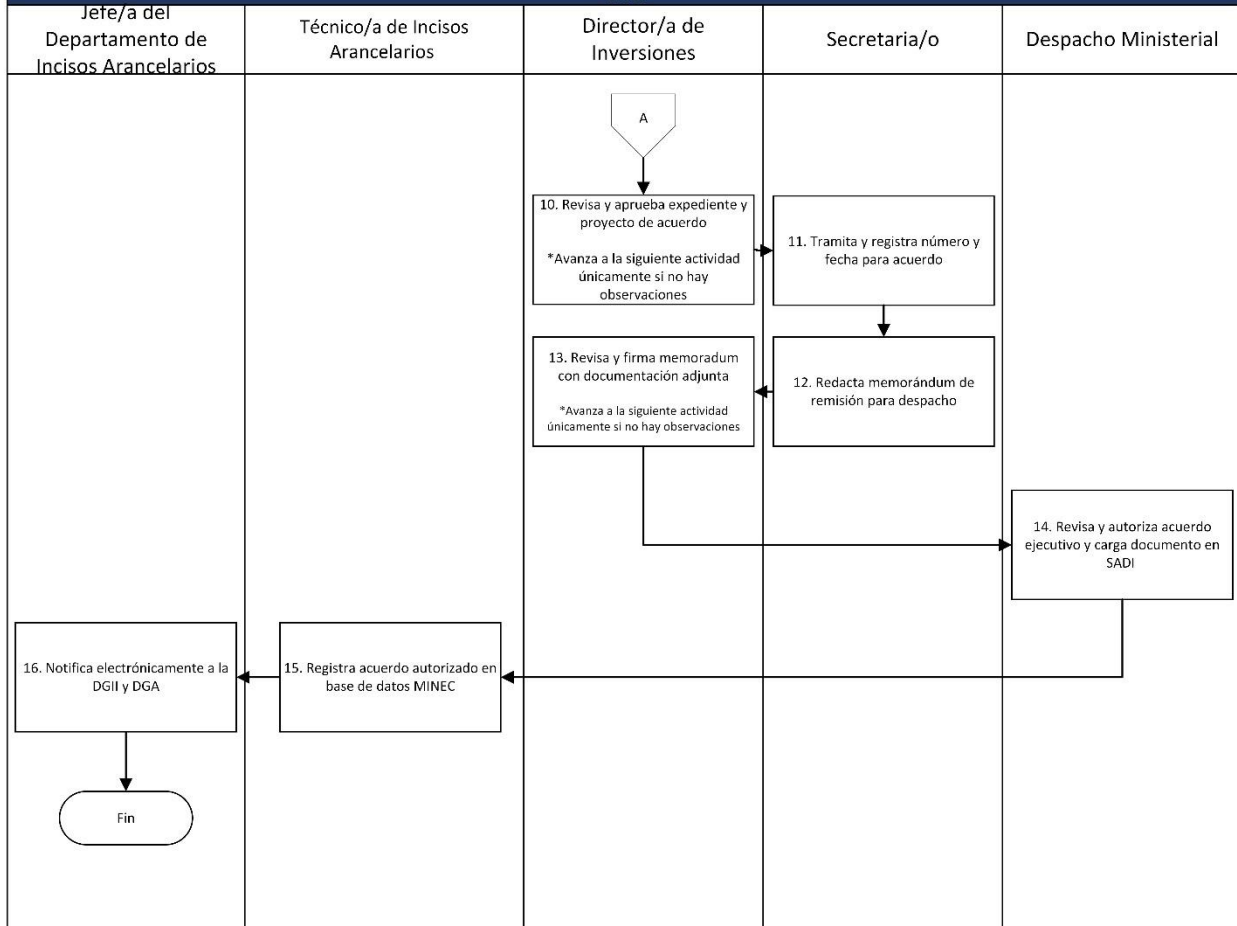 Jefe/a del
Departamento de
Incisos Arancelarios
Técnico/a de Incisos
Arancelarios
Director/a de
Inversiones
Secretaria/o
Despacho Ministerial
A
10. Revisa y aprueba expediente y
proyecto de acuerdo
*Avanza a la siguiente actividad
únicamente si no hay
observaciones
11. Tramita y registra número y
fecha para acuerdo
13. Revisa y firma memoradum
con documentación adjunta
*Avanza a la siguiente actividad
únicamente si no hay observaciones
12. Redacta memorándum de
remisión para despacho
14. Revisa y autoriza acuerdo
ejecutivo y carga documento en
SADI
16. Notifica electrónicamente a la
DGII y DGA
15. Registra acuerdo autorizado en
base de datos MINEC
Fin